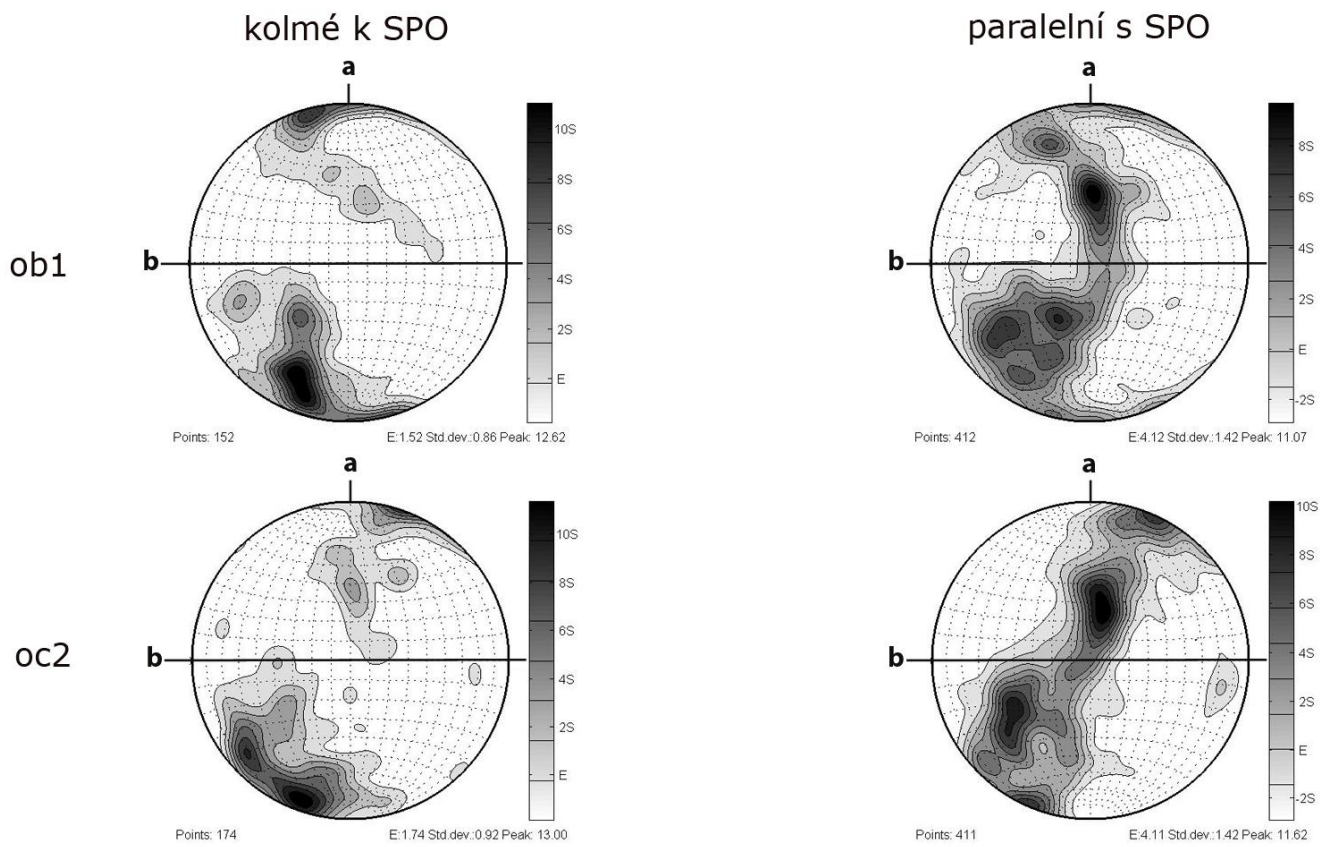 kolmé k SPO
paralelní s SPO
a
a
ob1
b
b
10S
8S
6S
4S
2S
E
8S
6S
4S
2S
E
-2S
Points: 152
E:1.52 Std.dev.:0.86 Peak: 12.62
Points: 412
E:4.12 Std.dev.:1.42 Peak: 11.07
a
a
oc2
b
b
10S
8S
6S
4S
2S
E
10S
8S
6S
4S
2S
E
-2S
Points: 174
E:1.74 Std.dev.:0.92 Peak: 13.00
Points: 411
E:4.11 Std.dev.:1.42 Peak: 11.62